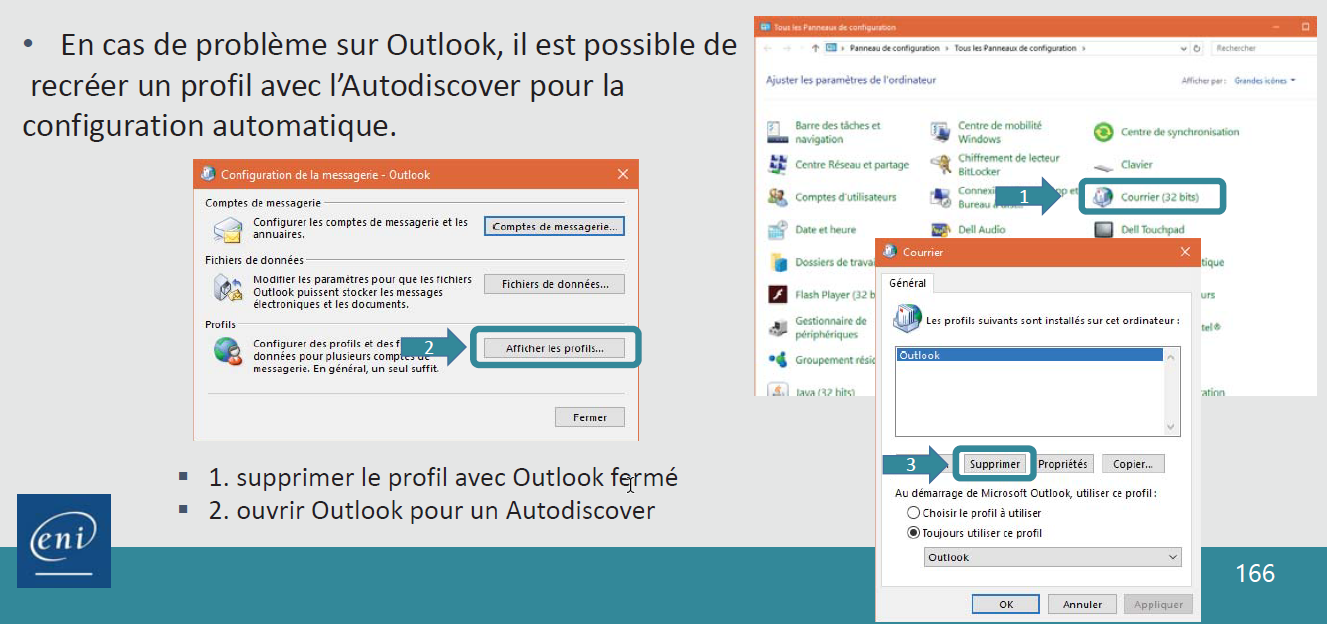 • En cas de problème sur Outlook, il est possible de
recréer un profil avec l’Autodiscover pour la
configuration automatique.
Configuration de la messagerie - Outlook
Comptes de messagerie
Configurer les comptes de messagerie et les
annuaires.
Comptes de messagerie...
Fichiers de données
Modifier les paramètres pour que les fichiers
Outlook puissent stocker les messages
électroniques et les documents.
Fichiers de données...
Profils
Configurer des profils et des f
données pour plusieurs comptes de
messagerie. En général, un seul suffit.
2
Afficher les profils...
Fermer
▪ 1. supprimer le profil avec Outlook fermé
▪ 2. ouvrir Outlook pour un Autodiscover
eni
Tous les Panneaux de configuration
Panneau de configuration › Tous les Panneaux de configuration ›
Rechercher
Ajuster les paramètres de l'ordinateur
Afficher par : Grandes icônes
Barre des tâches et
navigation
Centre de mobilité
Windows
Centre de synchronisation
Centre Réseau et partage
Chiffrement de lecteur
BitLocker
Clavier
Comptes d'utilisateurs
Connexi
op et
Bureau
1
Courrier (32 bits)
Date et heure
Dell Audio
Dell Touchpad
Dossiers de travai
tique
Flash Player (32 b
urs
Gestionnaire de
périphériques
tel®
Groupement résid
Java (32 bits)
ation
Courrier
Général
Les profils suivants sont installés sur cet ordinateur :
Outlook
3
Supprimer
Propriétés
Copier...
Au démarrage de Microsoft Outlook, utiliser ce profil :
Choisir le profil à utiliser
Toujours utiliser ce profil
Outlook
OK
Annuler
Appliquer
166